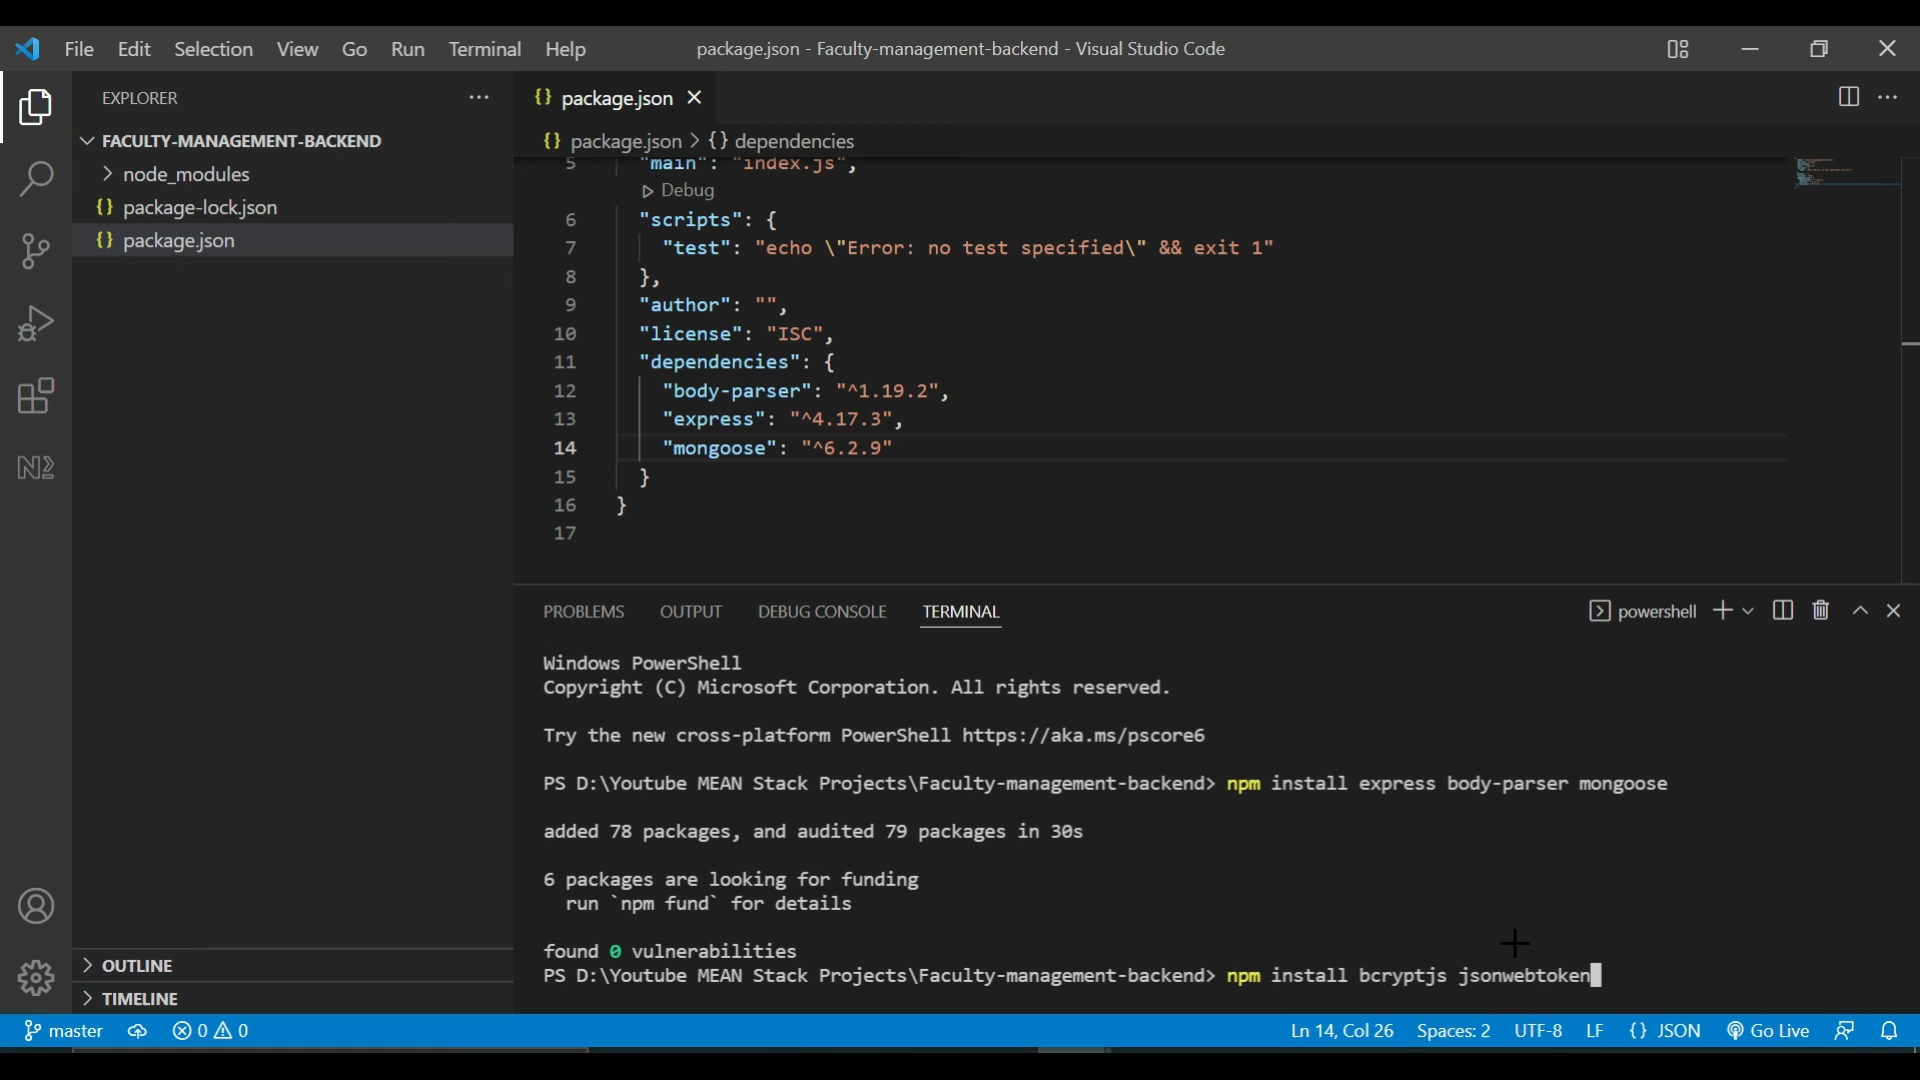 File Edit Selection View Go Run Terminal Help
package.json - Faculty-management-backend - Visual Studio Code
EXPLORER
FACULTY-MANAGEMENT-BACKEND
node_modules
package-lock.json
package.json
OUTLINE
TIMELINE
package.json
package.json > {} dependencies
5 "main": "index.js",
Debug
6 "scripts": {
7 "test": "echo \"Error: no test specified\" && exit 1"
8 },
9 "author": "",
10 "license": "ISC",
11 "dependencies": {
12 "body-parser": "^1.19.2",
13 "express": "^4.17.3",
14 "mongoose": "^6.2.9"
15 }
16 }
17
PROBLEMS OUTPUT DEBUG CONSOLE TERMINAL
powershell
Windows PowerShell
Copyright (C) Microsoft Corporation. All rights reserved.
Try the new cross-platform PowerShell https://aka.ms/pscore6
PS D:\Youtube MEAN Stack Projects\Faculty-management-backend> npm install express body-parser mongoose
added 78 packages, and audited 79 packages in 30s
6 packages are looking for funding
run `npm fund` for details
found 0 vulnerabilities
PS D:\Youtube MEAN Stack Projects\Faculty-management-backend> npm install bcryptjs jsonwebtoken
master 0 0 Ln 14, Col 26 Spaces: 2 UTF-8 LF {} JSON Go Live